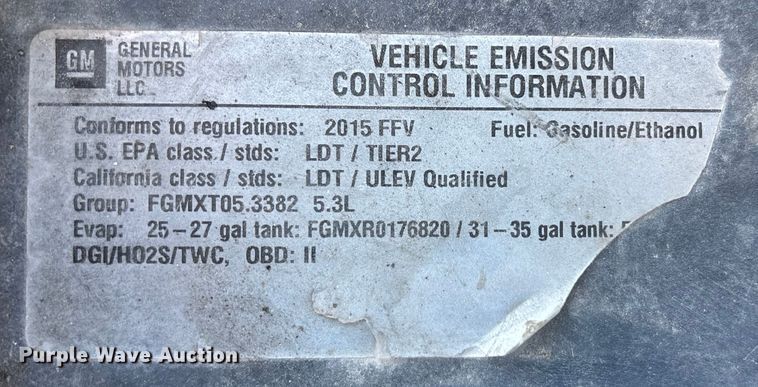 GM
GENERAL
MOTORS
LLC
VEHICLE EMISSION
CONTROL INFORMATION
Conforms to regulations: 2015 FFV Fuel: Gasoline/Ethanol
U.S. EPA class / stds: LDT / TIER2
California class / stds: LDT / ULEV Qualified
Group: FGMXT05.3382 5.3L
Evap: 25-27 gal tank: FGMXR0176820 / 31-35 gal tank:
DGI/HO2S/TWC, OBD: II
Purple Wave Auction